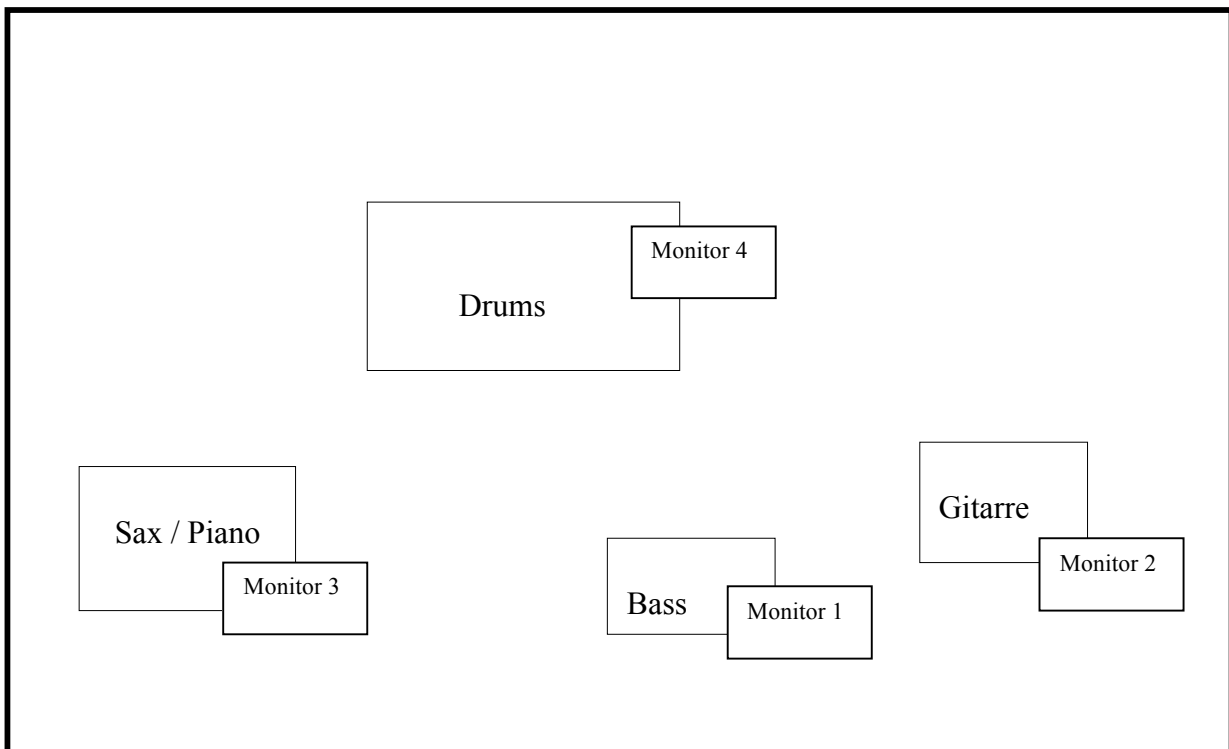 Monitor 4
Drums
Gitarre
Sax / Piano
Monitor 2
Monitor 3
Bass
Monitor 1